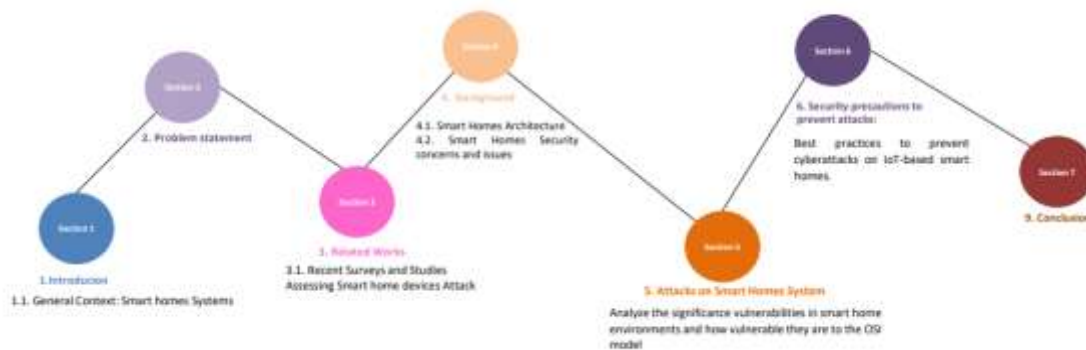 Section 1
1.Introducion
1.1. General Context: Smart homes Systems
Section 2
2. Problem statement
Section 3
3. Related Works
3.1. Recent Surveys and Studies
Assessing Smart home devices Attack
Section 4
4. Background
4.1. Smart Homes Architecture
4.2. Smart Homes Security
concerns and issues
Section 5
5. Attacks on Smart Homes System
Analyze the significance vulnerabilities in smart home
environments and how vulnerable they are to the OSI
model
Section 6
6. Security precautions to
prevent attacks:
Best practices to prevent
cyberattacks on IoT-based smart
homes.
Section 7
9. Conclusion